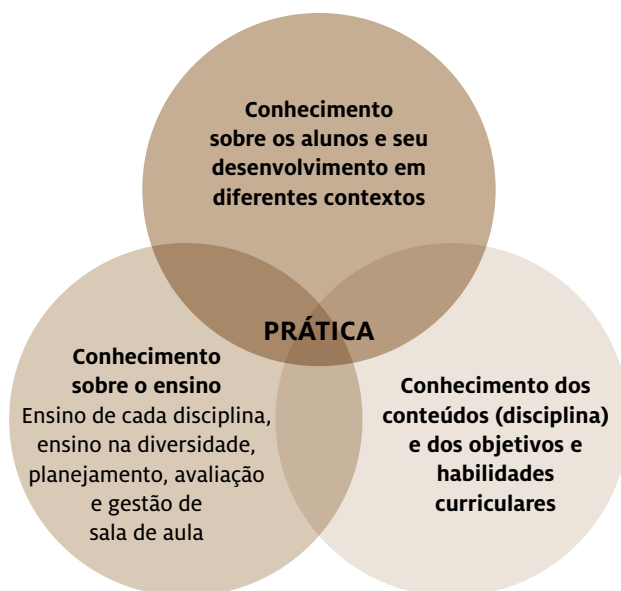 Conhecimento
sobre os alunos e seu
desenvolvimento em
diferentes contextos
PRÁTICA
Conhecimento
sobre o ensino
Ensino de cada disciplina,
ensino na diversidade,
planejamento, avaliação
e gestão de
sala de aula
Conhecimento dos
conteúdos (disciplina)
e dos objetivos e
habilidades
curriculares